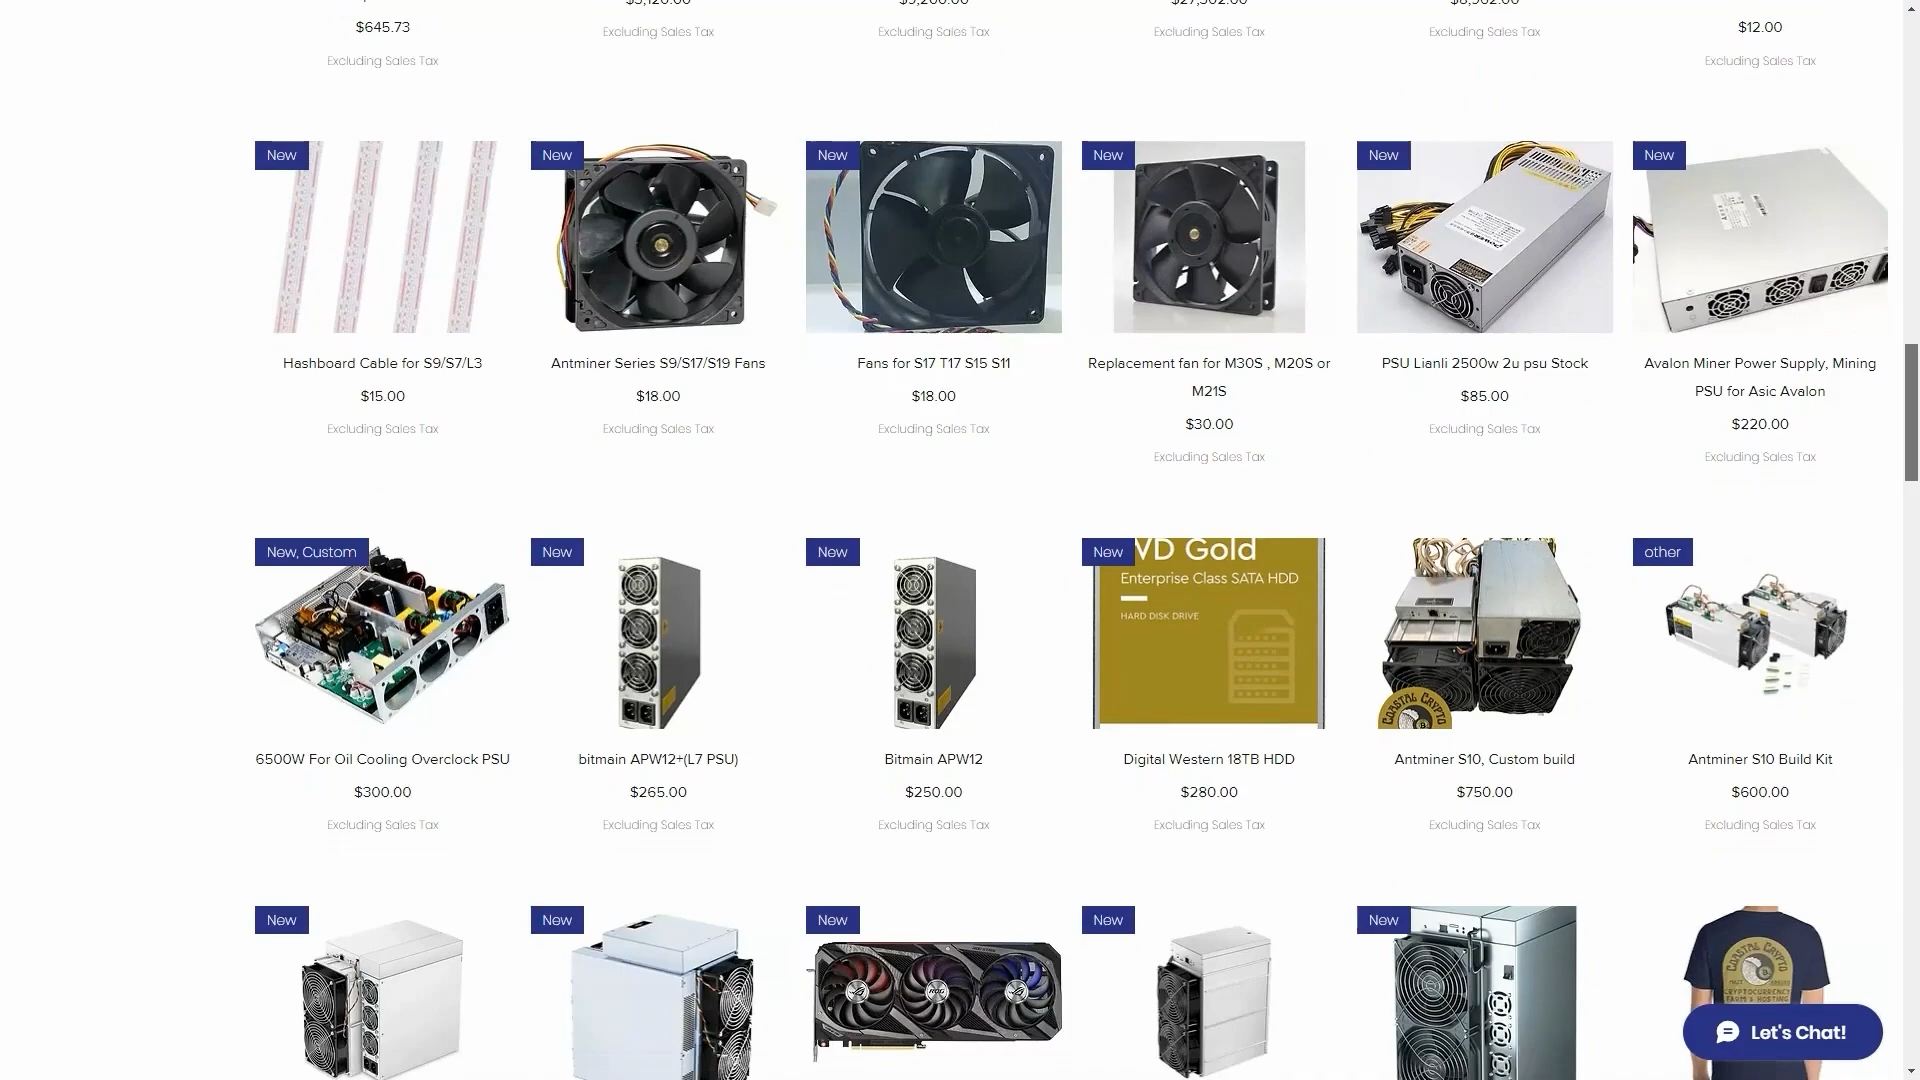 $645.73
Excluding Sales Tax
Excluding Sales Tax
Excluding Sales Tax
Excluding Sales Tax
Excluding Sales Tax
$12.00
Excluding Sales Tax
New
New
New
New
New
New
Hashboard Cable for S9/S7/L3
$15.00
Excluding Sales Tax
Antminer Series S9/S17/S19 Fans
$18.00
Excluding Sales Tax
Fans for S17 T17 S15 S11
$18.00
Excluding Sales Tax
Replacement fan for M30S , M20S or
M21S
$30.00
Excluding Sales Tax
PSU Lianli 2500w 2u psu Stock
$85.00
Excluding Sales Tax
Avalon Miner Power Supply, Mining
PSU for Asic Avalon
$220.00
Excluding Sales Tax
New, Custom
New
New
New
WD Gold
Enterprise Class SATA HDD
HARD DISK DRIVE
COASTAL CRYPTO
other
6500W For Oil Cooling Overclock PSU
$300.00
Excluding Sales Tax
bitmain APW12+(L7 PSU)
$265.00
Excluding Sales Tax
Bitmain APW12
$250.00
Excluding Sales Tax
Digital Western 18TB HDD
$280.00
Excluding Sales Tax
Antminer S10, Custom build
$750.00
Excluding Sales Tax
Antminer S10 Build Kit
$600.00
Excluding Sales Tax
New
New
New
New
New
COASTAL CRYPTO
CRYPTOCURRENCY
FARM & HOSTING
Let's Chat!